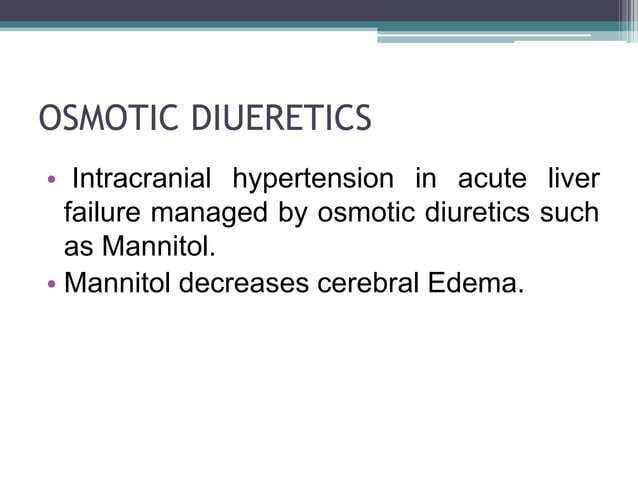 OSMOTIC DIUERETICS
• Intracranial hypertension in acute liver
failure managed by osmotic diuretics such
as Mannitol.
• Mannitol decreases cerebral Edema.